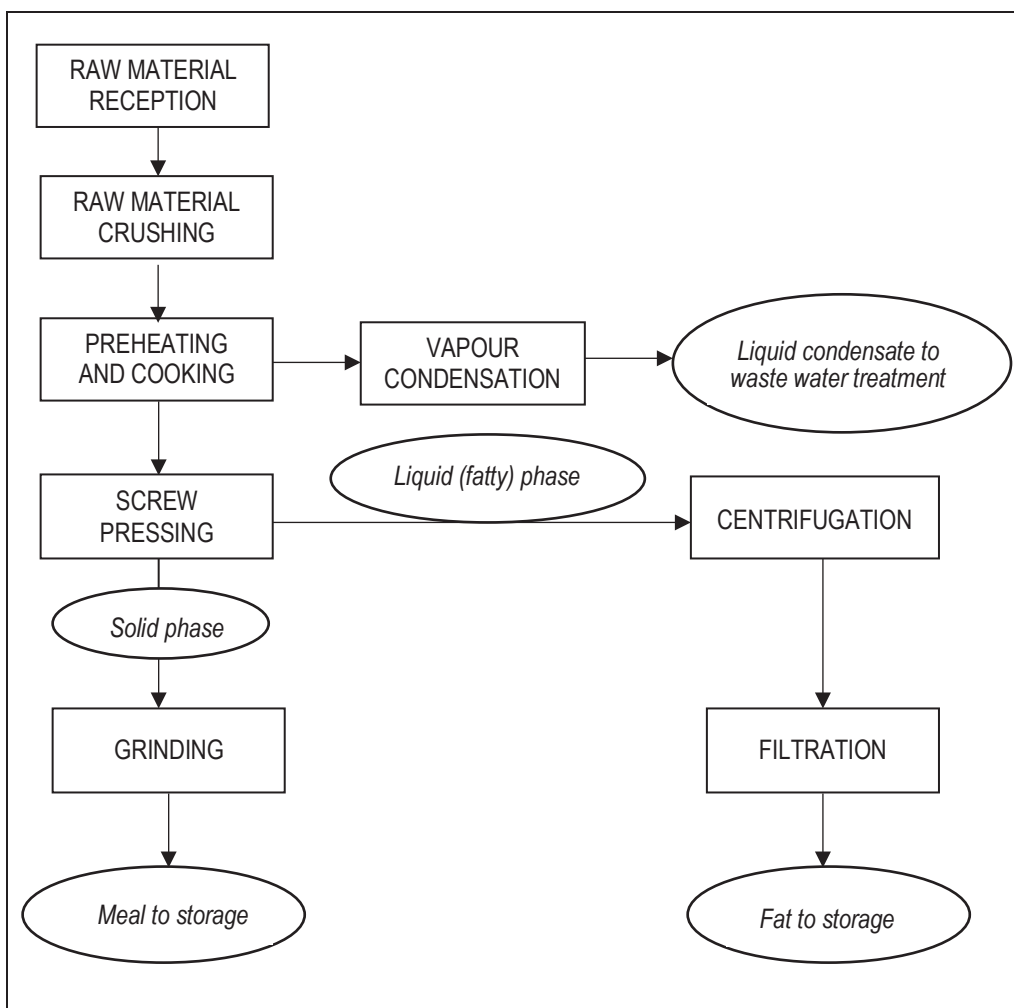 RAW MATERIAL
RECEPTION
RAW MATERIAL
CRUSHING
PREHEATING
AND COOKING
VAPOUR
CONDENSATION
Liquid condensate to
waste water treatment
Liquid (fatty) phase
SCREW
PRESSING
CENTRIFUGATION
Solid phase
GRINDING
FILTRATION
Meal to storage
Fat to storage